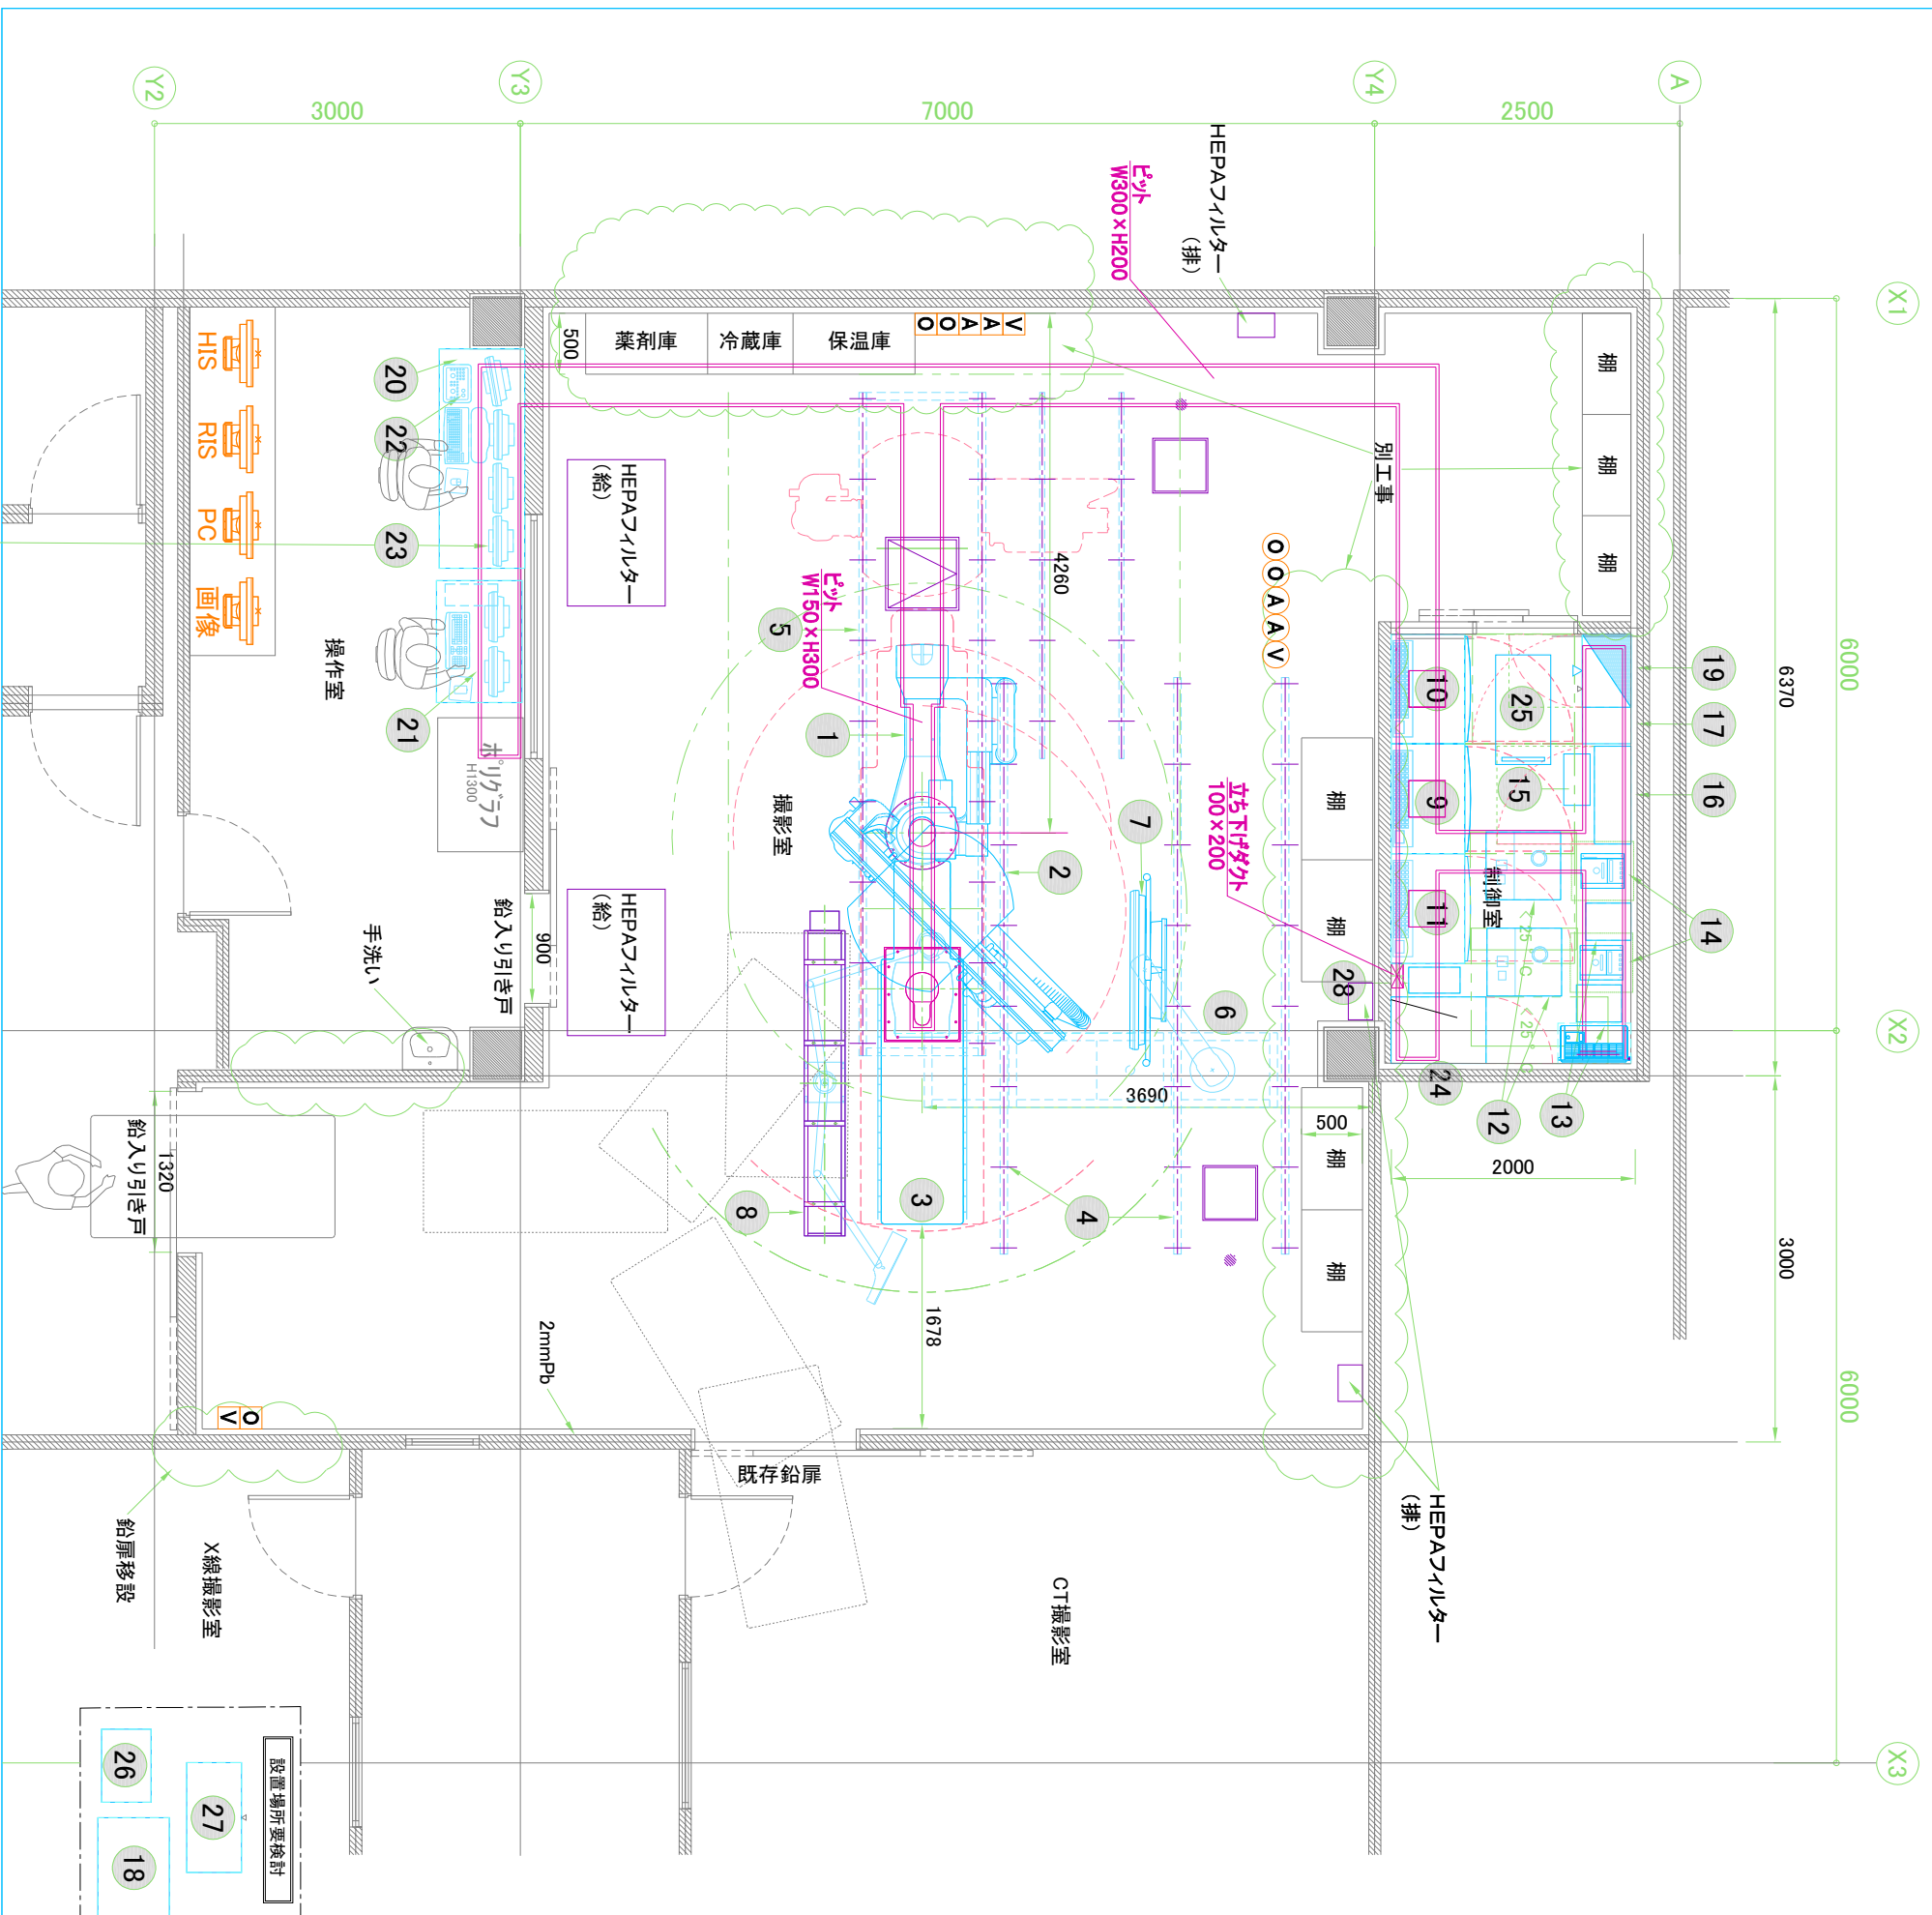 Y2
Y3
Y4
A
3000
7000
2500
X1
X2
X3
6000
6000
6370
3000
HEPAフィルター
(排)
ピット
W300×H200
500
薬剤庫
冷蔵庫
保温庫
O
O
A
A
V
棚
棚
棚
別工事
HIS
RIS
PC
画像
20
22
23
21
操作室
ポリグラフ
H1300
HEPAフィルター
(給)
HEPAフィルター
(給)
ピット
W150×H300
4260
O
O
A
A
V
5
1
2
7
6
撮影室
立ち下げダクト
100×200
棚
棚
28
10
9
11
25
15
制御室
<25°C
<25°C
19
17
16
14
13
12
24
2000
手洗い
鉛入り引き戸
900
鉛入り引き戸
1320
3690
500
棚
棚
3
4
8
1678
2mmPb
O
V
既存鉛扉
鉛扉移設
X線撮影室
CT撮影室
HEPAフィルター
(排)
設置場所要検討
26
27
18